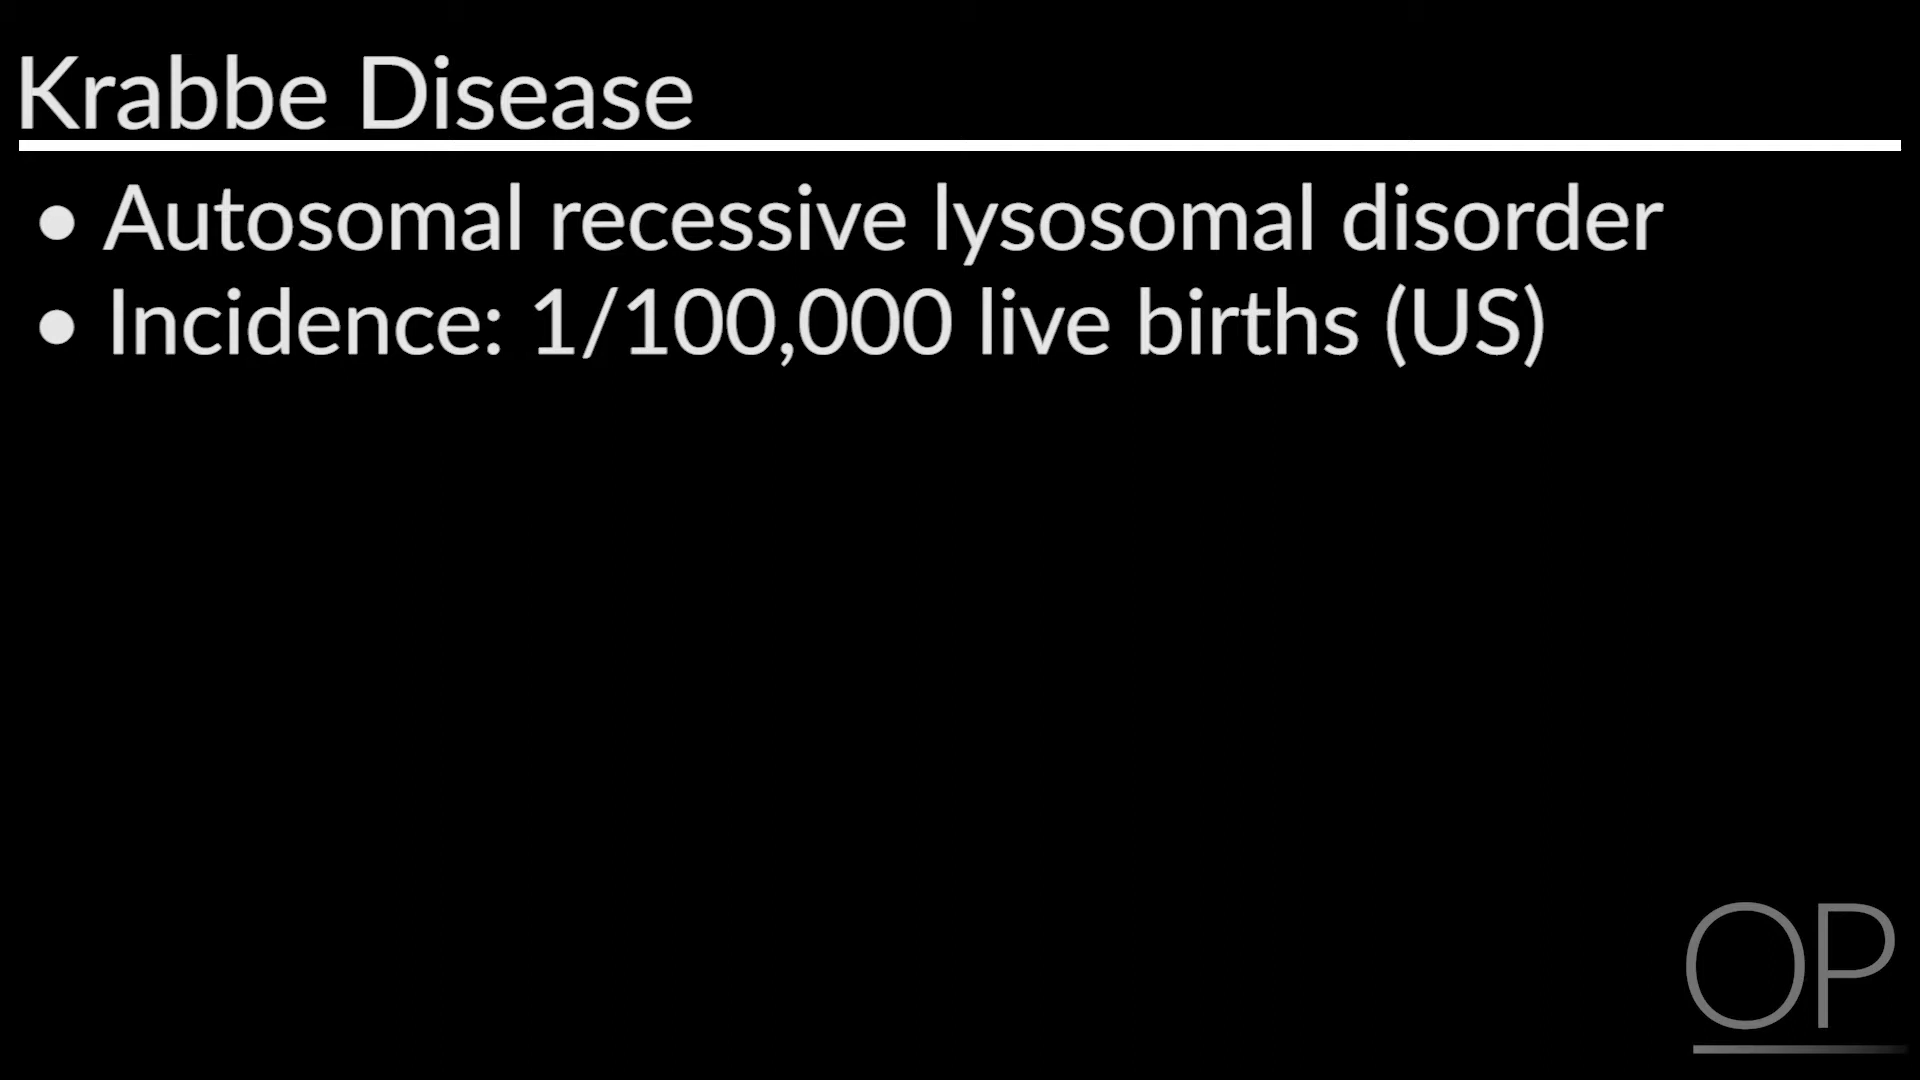 Krabbe Disease
• Autosomal recessive lysosomal disorder
• Incidence: 1/100,000 live births (US)
OP